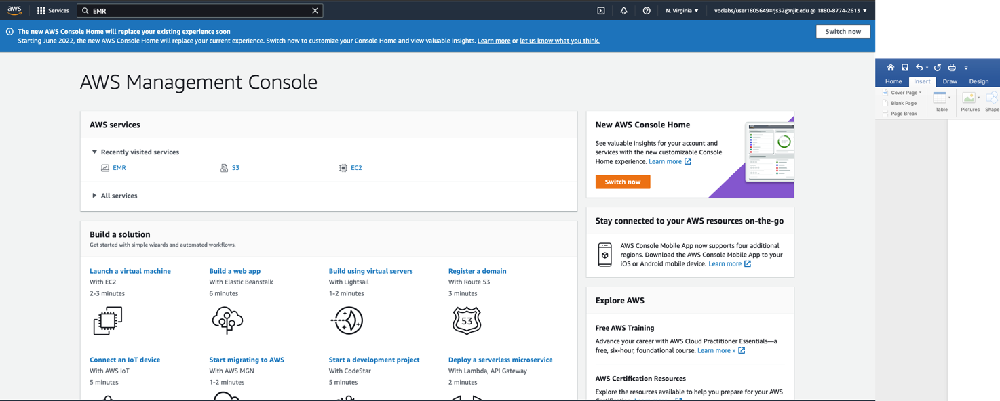 aws
Services
EMR
N. Virginia
voclabs/user1805649=rjs32@njit.edu @ 1880-8774-2613
The new AWS Console Home will replace your existing experience soon
Starting June 2022, the new AWS Console Home will replace your current experience. Switch now to customize your Console Home and view valuable insights. Learn more or let us know what you think.
Switch now
AWS Management Console
AWS services
Recently visited services
EMR
S3
EC2
All services
Build a solution
Get started with simple wizards and automated workflows.
Launch a virtual machine
With EC2
2-3 minutes
Build a web app
With Elastic Beanstalk
6 minutes
Build using virtual servers
With Lightsail
1-2 minutes
Register a domain
With Route 53
3 minutes
53
Connect an IoT device
With AWS IoT
5 minutes
Start migrating to AWS
With AWS MGN
1-2 minutes
Start a development project
With CodeStar
5 minutes
Deploy a serverless microservice
With Lambda, API Gateway
2 minutes
New AWS Console Home
See valuable insights for your account and
services with the new customizable Console
Home experience. Learn more
Switch now
Stay connected to your AWS resources on-the-go
AWS Console Mobile App now supports four additional
regions. Download the AWS Console Mobile App to your
iOS or Android mobile device. Learn more
Explore AWS
Free AWS Training
Advance your career with AWS Cloud Practitioner Essentials—a
free, six-hour, foundational course. Learn more »
AWS Certification Resources
Explore the resources available to help you prepare for your AWS
Certification. Learn more
Home
Insert
Draw
Design
Cover Page
Blank Page
Page Break
Table
Pictures
Shape